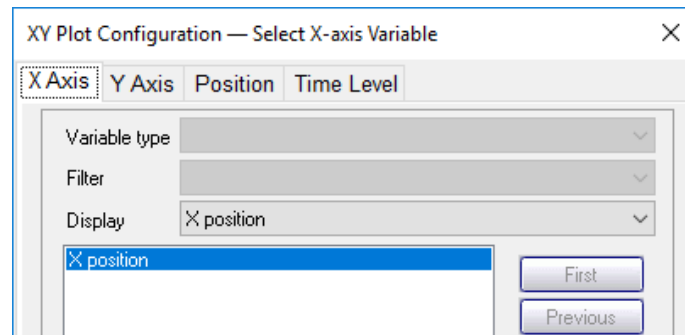 XY Plot Configuration — Select X-axis Variable
X Axis Y Axis Position Time Level
Variable type
Filter
Display X position
X position
First
Previous